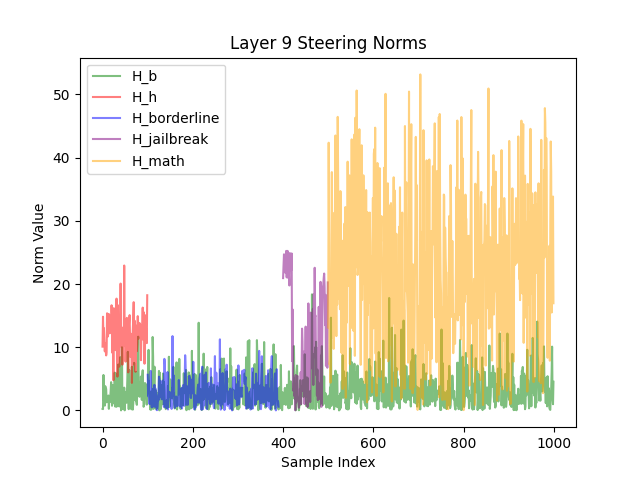 Layer 9 Steering Norms
H_b
H_h
H_borderline
H_jailbreak
H_math
Norm Value
50
40
30
20
10
0
0 200 400 600 800 1000
Sample Index